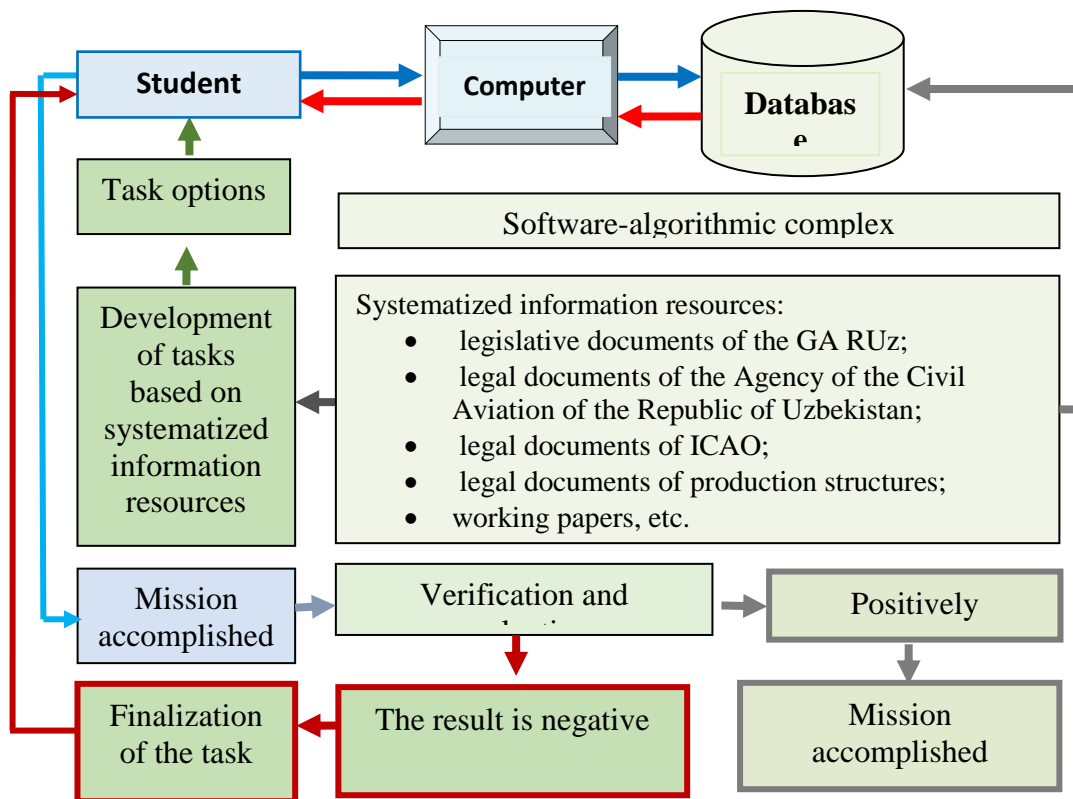 Student
Computer
Databas
e
Task options
Software-algorithmic complex
Development
of tasks
based on
systematized
information
resources
Systematized information resources:
• legislative documents of the GA RUz;
• legal documents of the Agency of the Civil
Aviation of the Republic of Uzbekistan;
• legal documents of ICAO;
• legal documents of production structures;
• working papers, etc.
Mission
accomplished
Verification and
Positively
Finalization
of the task
The result is negative
Mission
accomplished